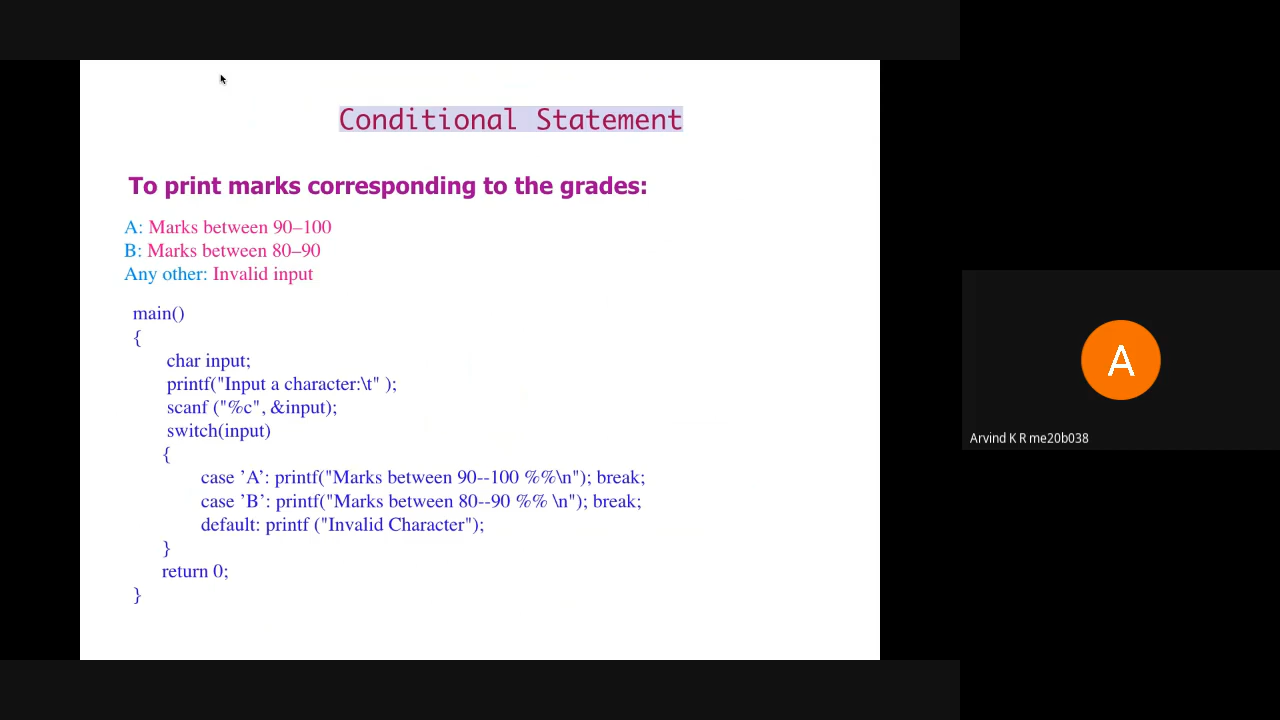 Conditional Statement
To print marks corresponding to the grades:
A: Marks between 90–100
B: Marks between 80–90
Any other: Invalid input
main()
{
char input;
printf("Input a character:\t" );
scanf ("%c", &input);
switch(input)
{
case ’A’: printf("Marks between 90--100 %%\n"); break;
case ’B’: printf("Marks between 80--90 %% \n"); break;
default: printf ("Invalid Character");
}
return 0;
}
A
Arvind K R me20b038